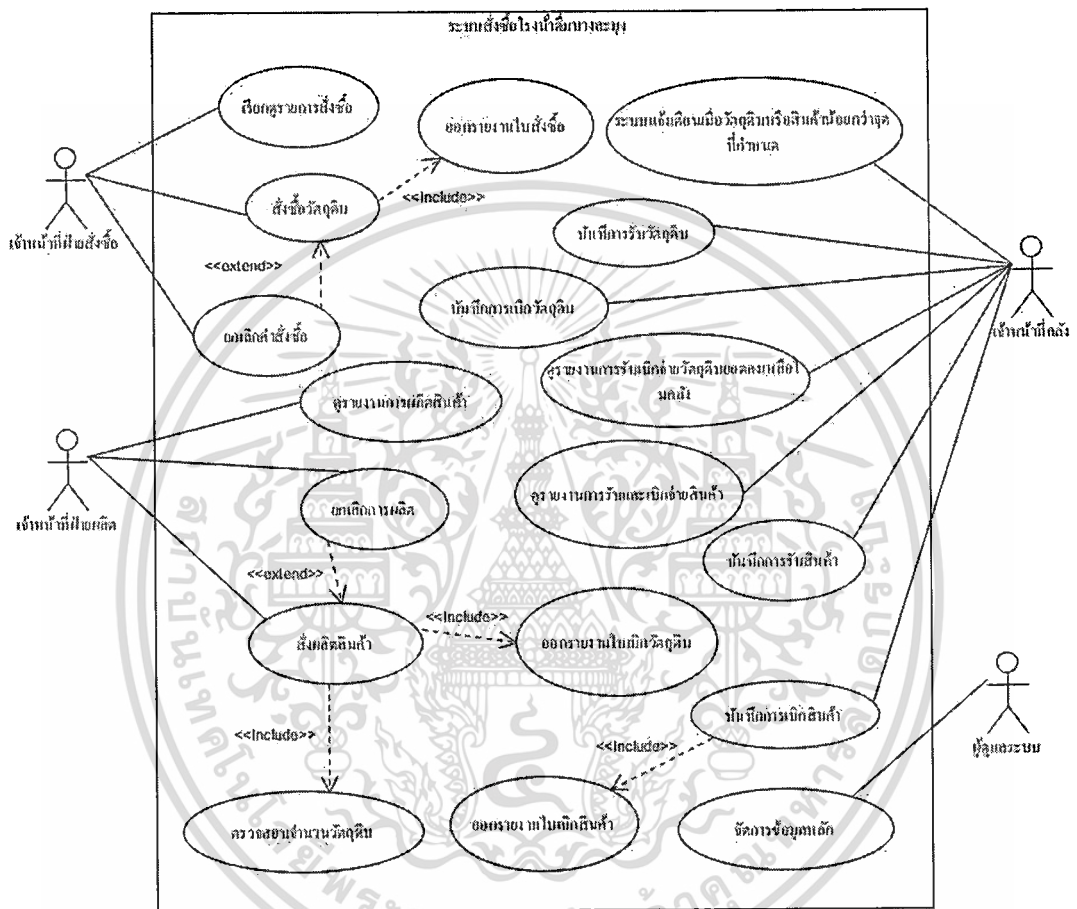 ระบบสั่งซื้อโรงน้ำดื่มบางละมุง
เรียกดูรายการสั่งซื้อ
ออกรายงานใบสั่งซื้อ
ระบบแจ้งเตือนเมื่อวัตถุดิบหรือสินค้าน้อยกว่าจุด
ที่กำหนด
สั่งซื้อวัตถุดิบ
<<Include>>
เจ้าหน้าที่ฝ่ายสั่งซื้อ
บันทึการรับวัตถุดิบ
<<extend>>
บันทึกการเบิกวัตถุดิบ
เจ้าหน้าที่คลัง
ยกเลิกคำสั่งซื้อ
ดูรายงานการรับเบิกจ่ายวัตถุดิบยอดคงเหลือใ
นคลัง
ดูรายงานการผลิตสินค้า
ยกเลิกการผลิต
ดูรายงานการรับและเบิกจ่ายสินค้า
เจ้าหน้าที่ฝ่ายผลิต
บันทึกการรับสินค้า
<<extend>>
<<Include>>
สั่งผลิตสินค้า
ออกรายงานใบเบิกวัตถุดิบ
บันทึกการเบิกสินค้า
<<Include>>
<<Include>>
ผู้ดูแลระบบ
ตรวจสอบจำนวนวัตถุดิบ
ออกรายงานใบเบิกสินค้า
จัดการข้อมูลหลัก